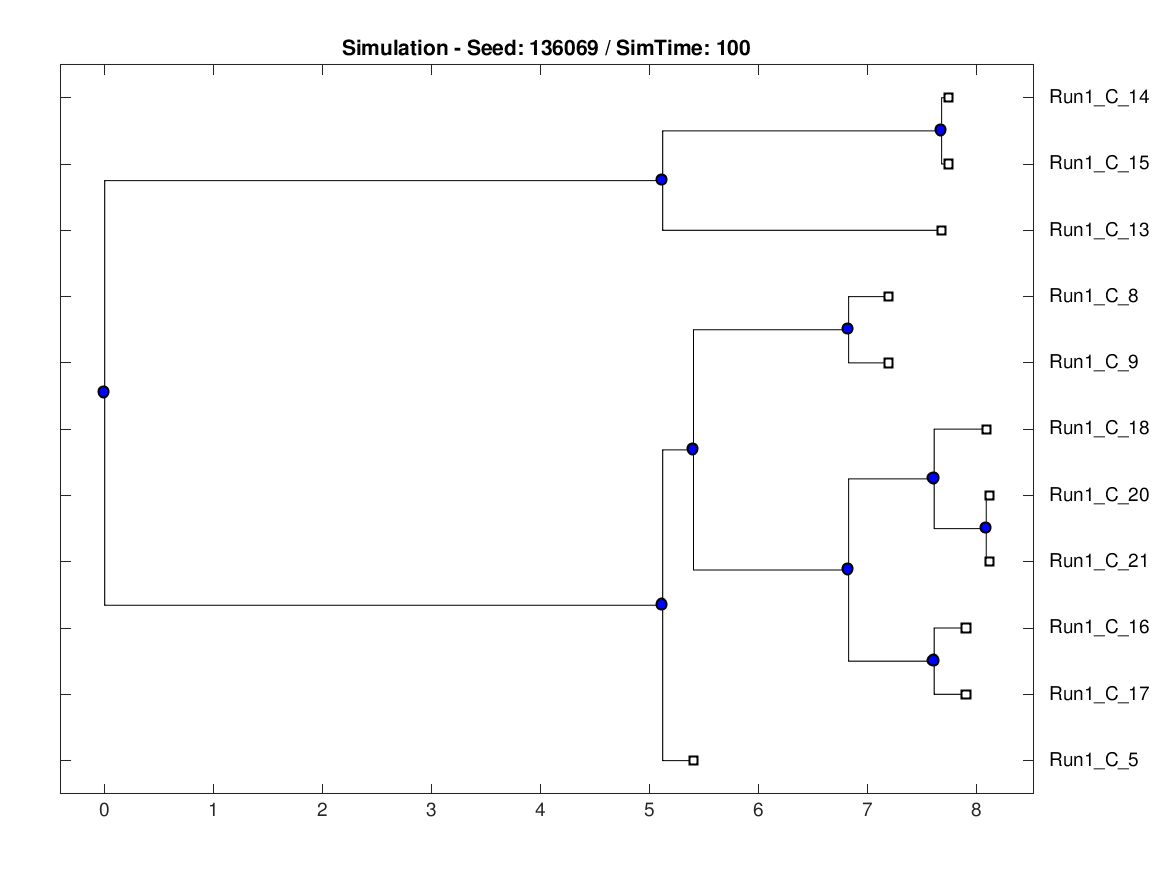 Simulation - Seed: 136069 / SimTime: 100
Run1_C_14
Run1_C_15
Run1_C_13
Run1_C_8
Run1_C_9
Run1_C_18
Run1_C_20
Run1_C_21
Run1_C_16
Run1_C_17
Run1_C_5
0 1 2 3 4 5 6 7 8